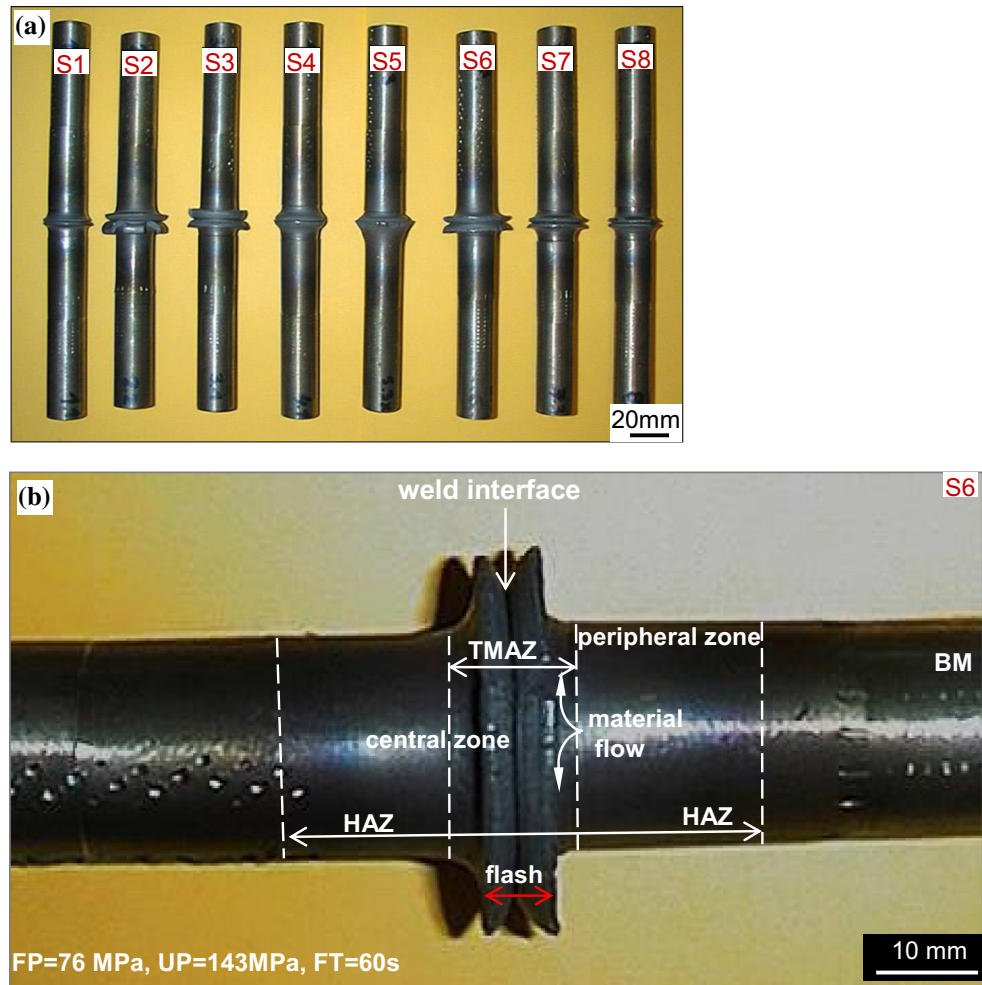 (a)
S1 S2 S3 S4 S5 S6 S7 S8
20mm
(b)
weld interface
S6
peripheral zone
TMAZ
BM
central zone
material
flow
HAZ
HAZ
flash
FP=76 MPa, UP=143MPa, FT=60s
10 mm